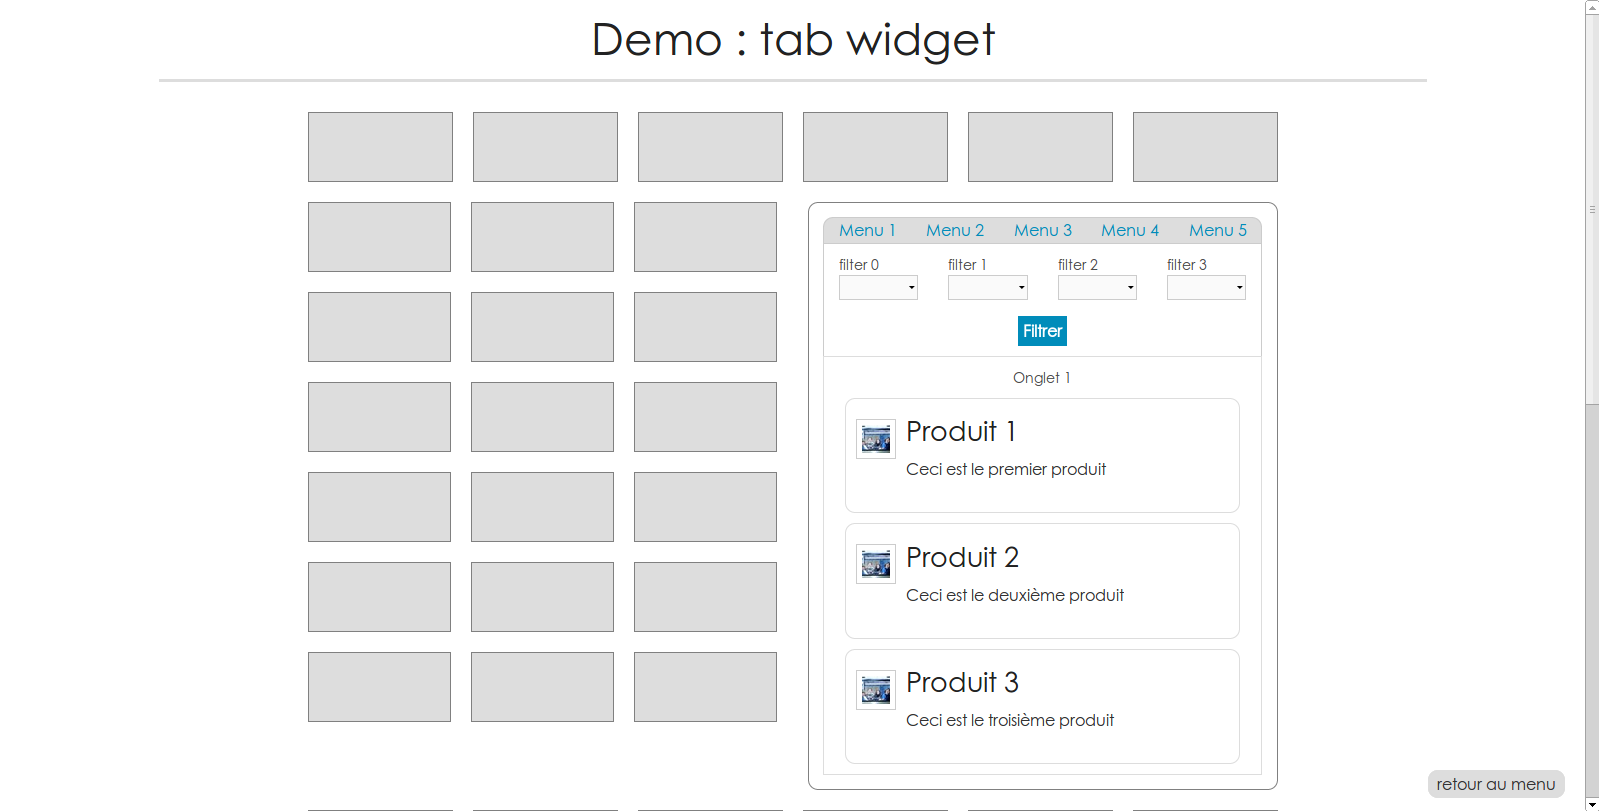 Demo : tab widget
Menu 1 Menu 2 Menu 3 Menu 4 Menu 5
filter 0 filter 1 filter 2 filter 3
Filtrer
Onglet 1
Produit 1
Ceci est le premier produit
Produit 2
Ceci est le deuxième produit
Produit 3
Ceci est le troisième produit
retour au menu